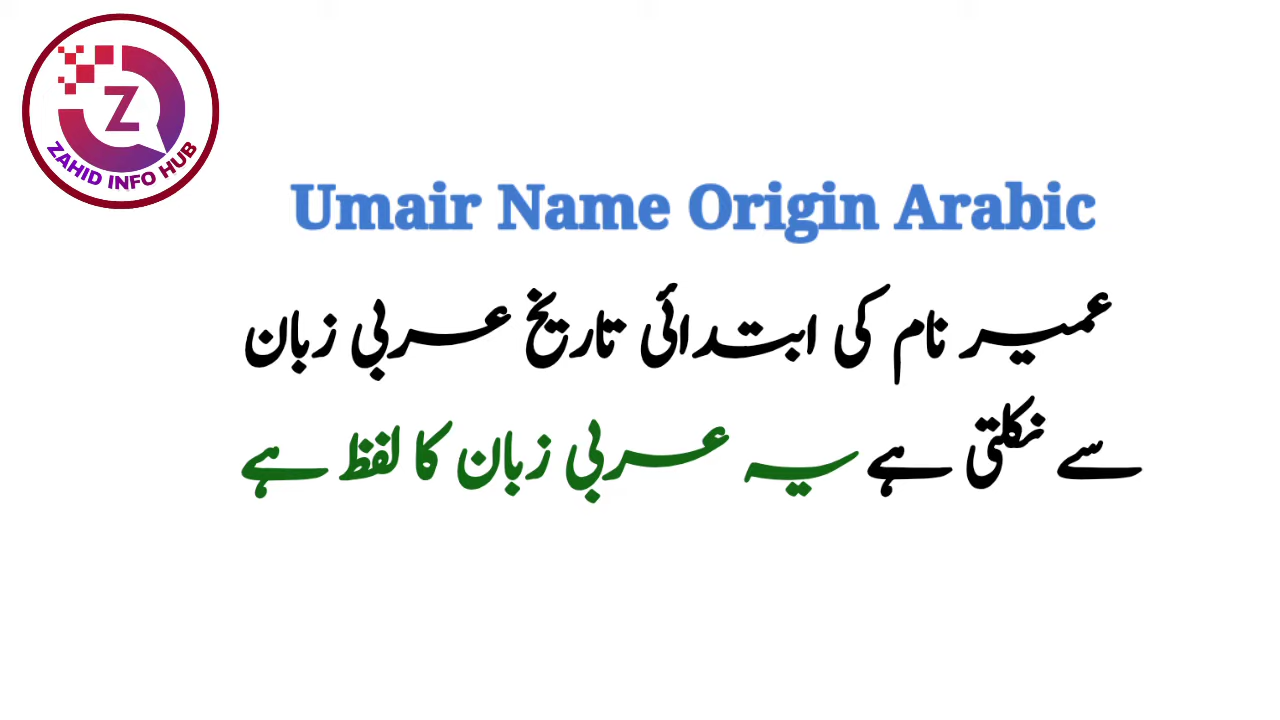 Z
ZAHID INFO HUB
Umair Name Origin Arabic
عمیر نام کی ابتدائی تاریخ عربی زبان
سے نکلتی ہے یہ عربی زبان کا لفظ ہے